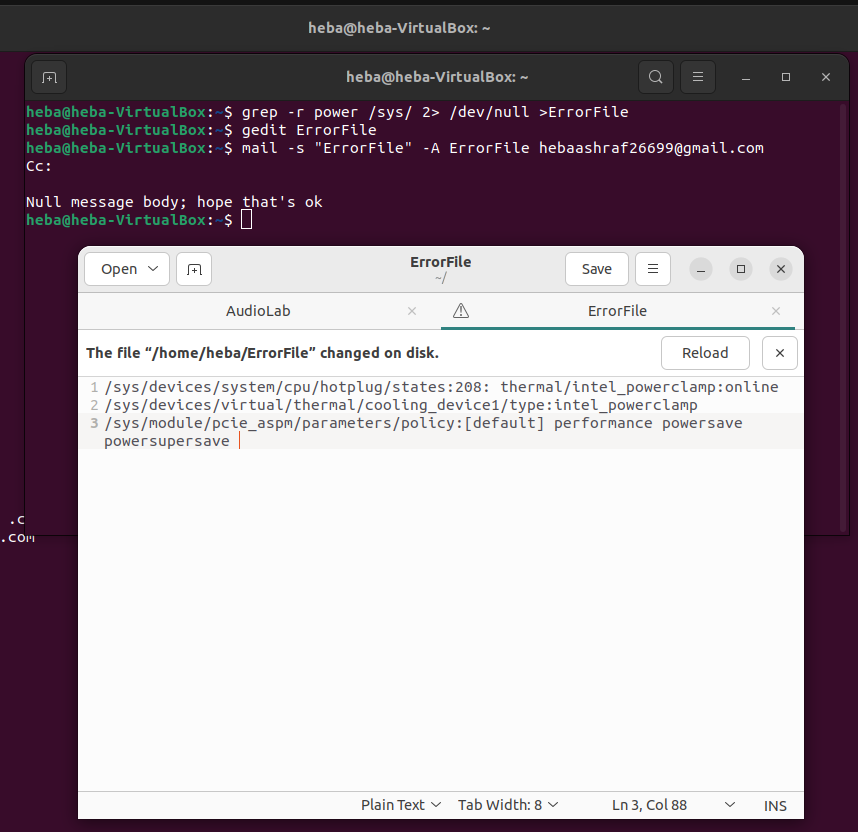 heba@heba-VirtualBox: ~
heba@heba-VirtualBox: ~
heba@heba-VirtualBox:~$ grep -r power /sys/ 2> /dev/null >ErrorFile
heba@heba-VirtualBox:~$ gedit ErrorFile
heba@heba-VirtualBox:~$ mail -s "ErrorFile" -A ErrorFile hebaashraf26699@gmail.com
Cc:
Null message body; hope that's ok
heba@heba-VirtualBox:~$
Open
ErrorFile
~/
Save
AudioLab
ErrorFile
The file “/home/heba/ErrorFile” changed on disk.
Reload
1 /sys/devices/system/cpu/hotplug/states:208: thermal/intel_powerclamp:online
2 /sys/devices/virtual/thermal/cooling_device1/type:intel_powerclamp
3 /sys/module/pcie_aspm/parameters/policy:[default] performance powersave
powersupersave
.c
.com
Plain Text
Tab Width: 8
Ln 3, Col 88
INS